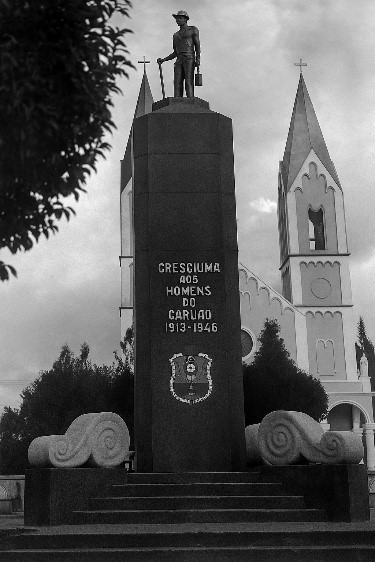 CRESCIUMA
AOS
HOMENS
DO
CARVÃO
1913-1946